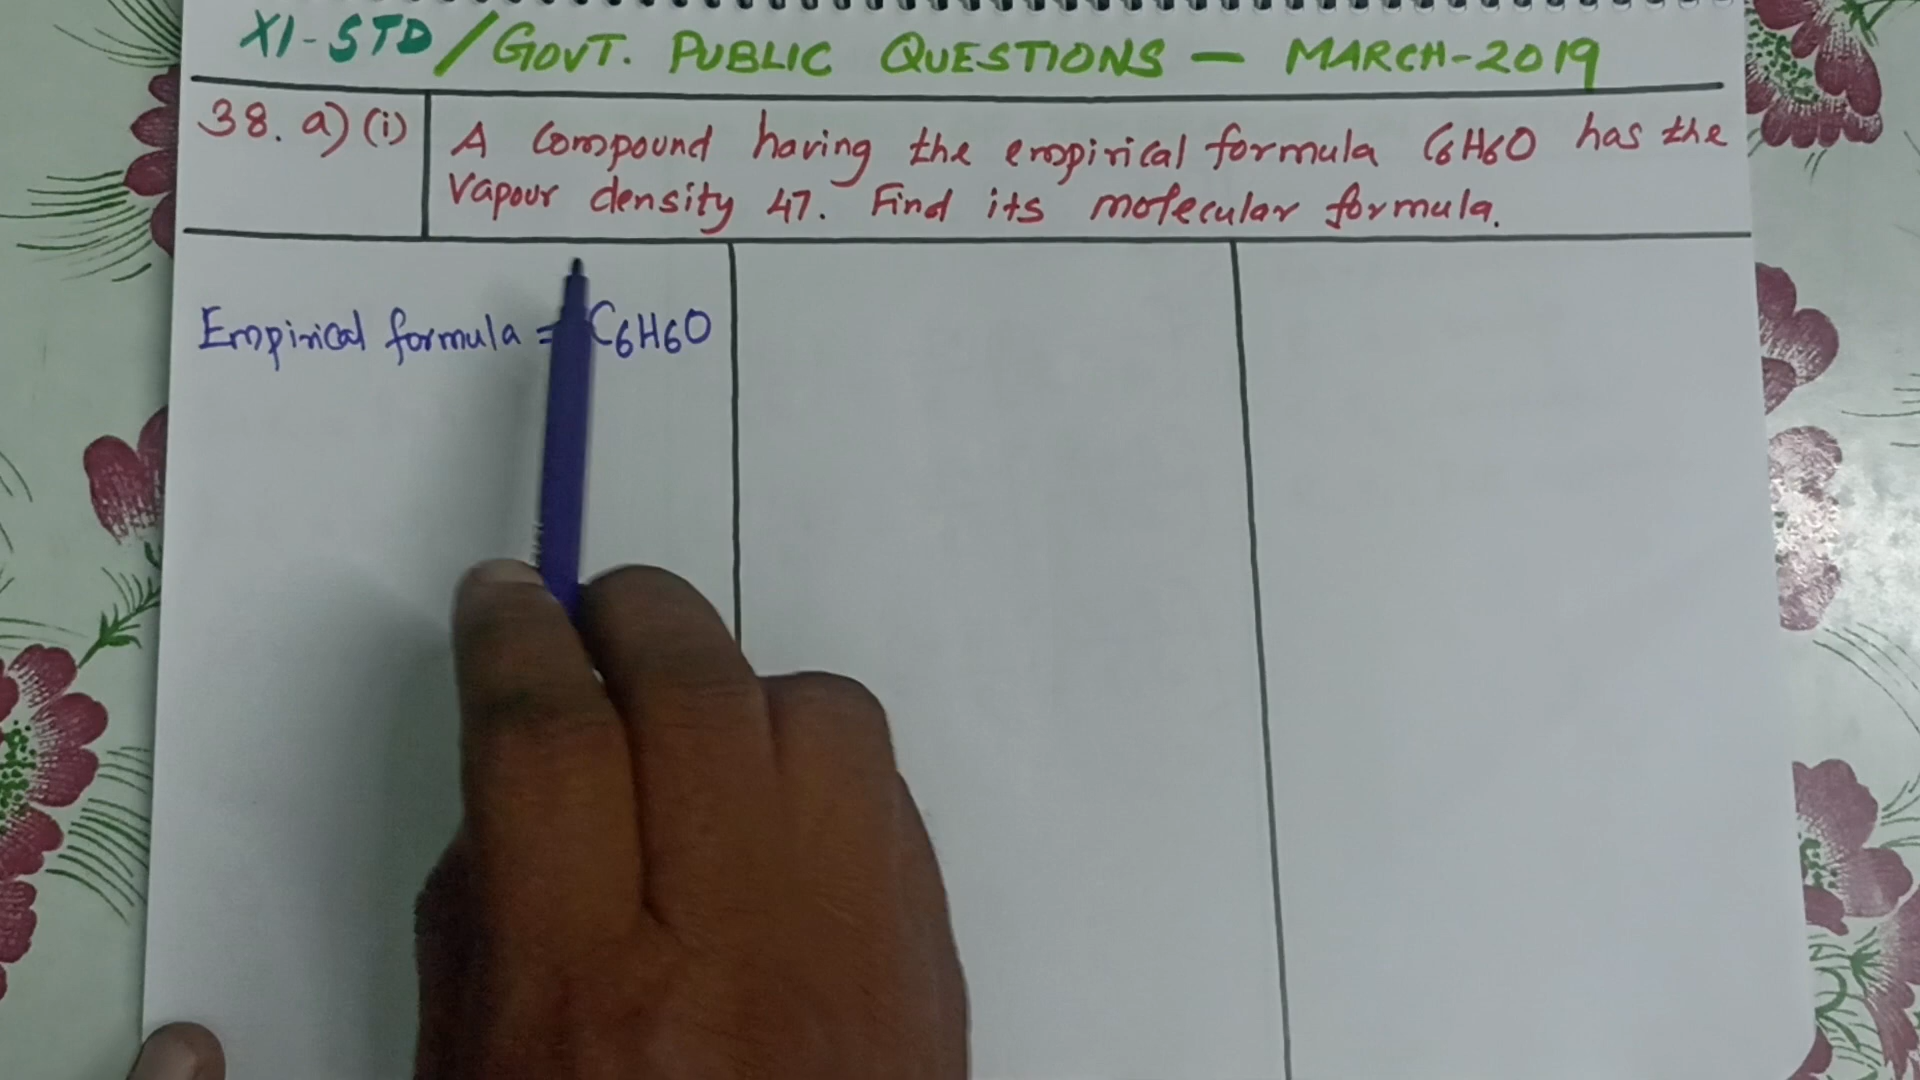 XI-STD/GOVT. PUBLIC QUESTIONS — MARCH-2019
38. a) (i) A Compound having the empirical formula C6H6O has the
Vapour density 47. Find its molecular formula.
Empirical formula = C6H6O